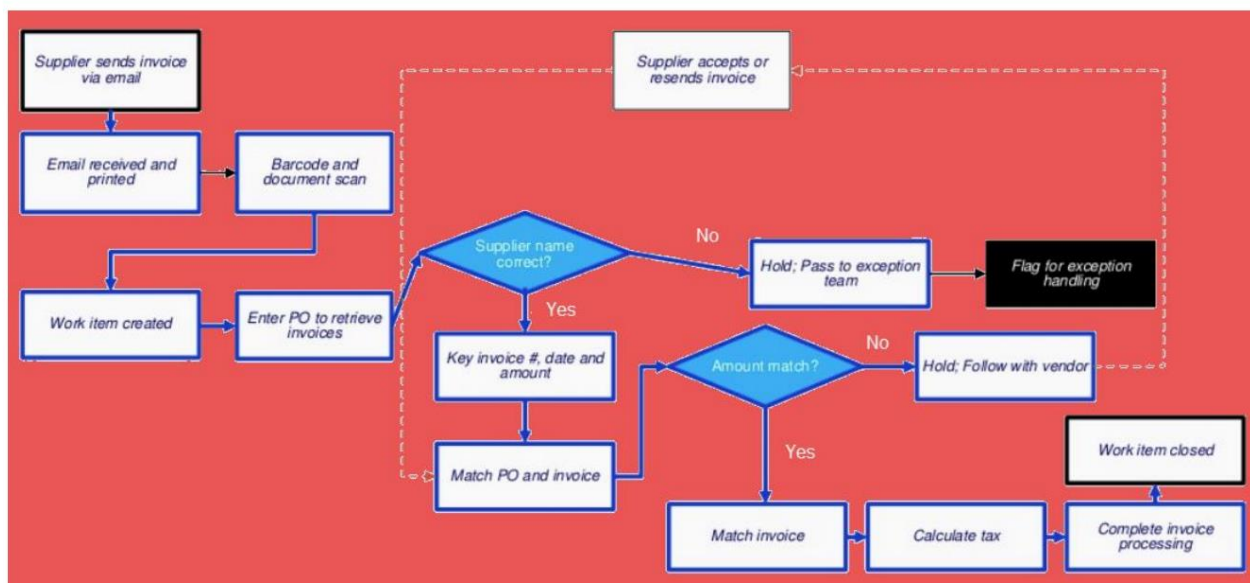 Supplier sends invoice
via email
Supplier accepts or
resends invoice
Email received and
printed
Barcode and
document scan
Supplier name
correct?
No
Hold; Pass to exception
team
Flag for exception
handling
Work item created
Enter PO to retrieve
invoices
Yes
Key invoice #, date and
amount
Amount match?
No
Hold; Follow with vendor
Match PO and invoice
Yes
Work item closed
Match invoice
Calculate tax
Complete invoice
processing